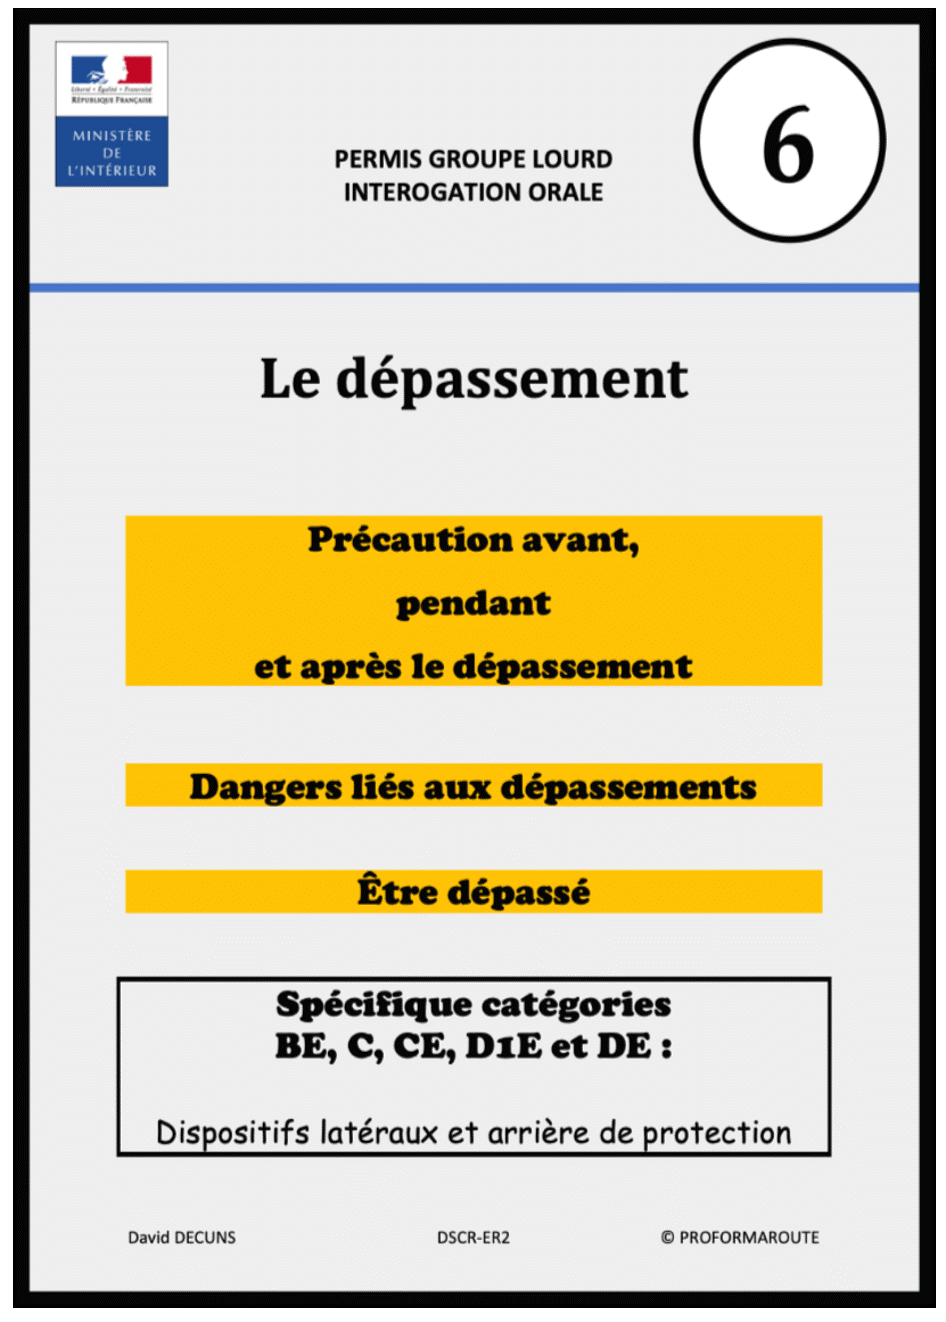 Liberté • Égalité • Fraternité
RÉPUBLIQUE FRANÇAISE
MINISTÈRE
DE
L'INTÉRIEUR
PERMIS GROUPE LOURD
INTEROGATION ORALE
6
Le dépassement
Précaution avant,
pendant
et après le dépassement
Dangers liés aux dépassements
Être dépassé
Spécifique catégories
BE, C, CE, D1E et DE :
Dispositifs latéraux et arrière de protection
David DECUNS
DSCR-ER2
© PROFORMAROUTE